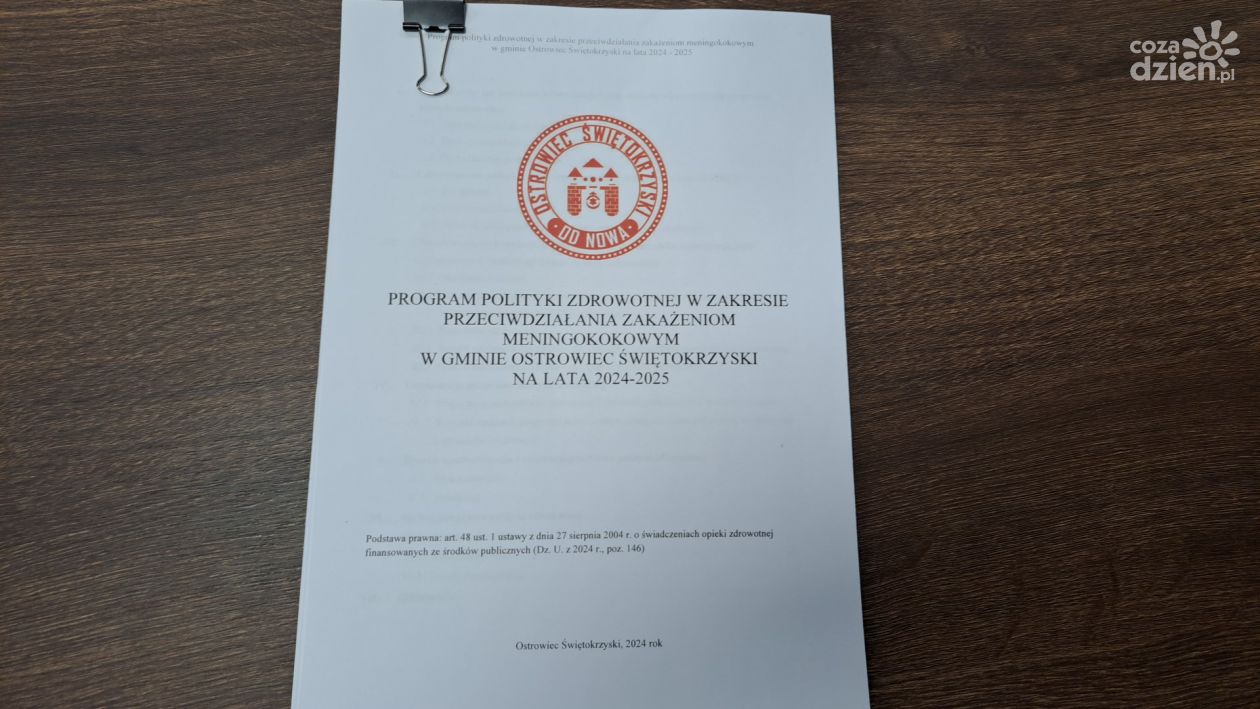 Program polityki zdrowotnej w zakresie przeciwdziałania zakażeniom meningokokowym
w gminie Ostrowiec Świętokrzyski na lata 2024 - 2025
coza
dzien.pl
OSTROWIEC ŚWIĘTOKRZYSKI
OD NOWA
PROGRAM POLITYKI ZDROWOTNEJ W ZAKRESIE
PRZECIWDZIAŁANIA ZAKAŻENIOM
MENINGOKOKOWYM
W GMINIE OSTROWIEC ŚWIĘTOKRZYSKI
NA LATA 2024-2025
Podstawa prawna: art. 48 ust. 1 ustawy z dnia 27 sierpnia 2004 r. o świadczeniach opieki zdrowotnej
finansowanych ze środków publicznych (Dz. U. z 2024 r., poz. 146)
Ostrowiec Świętokrzyski, 2024 rok